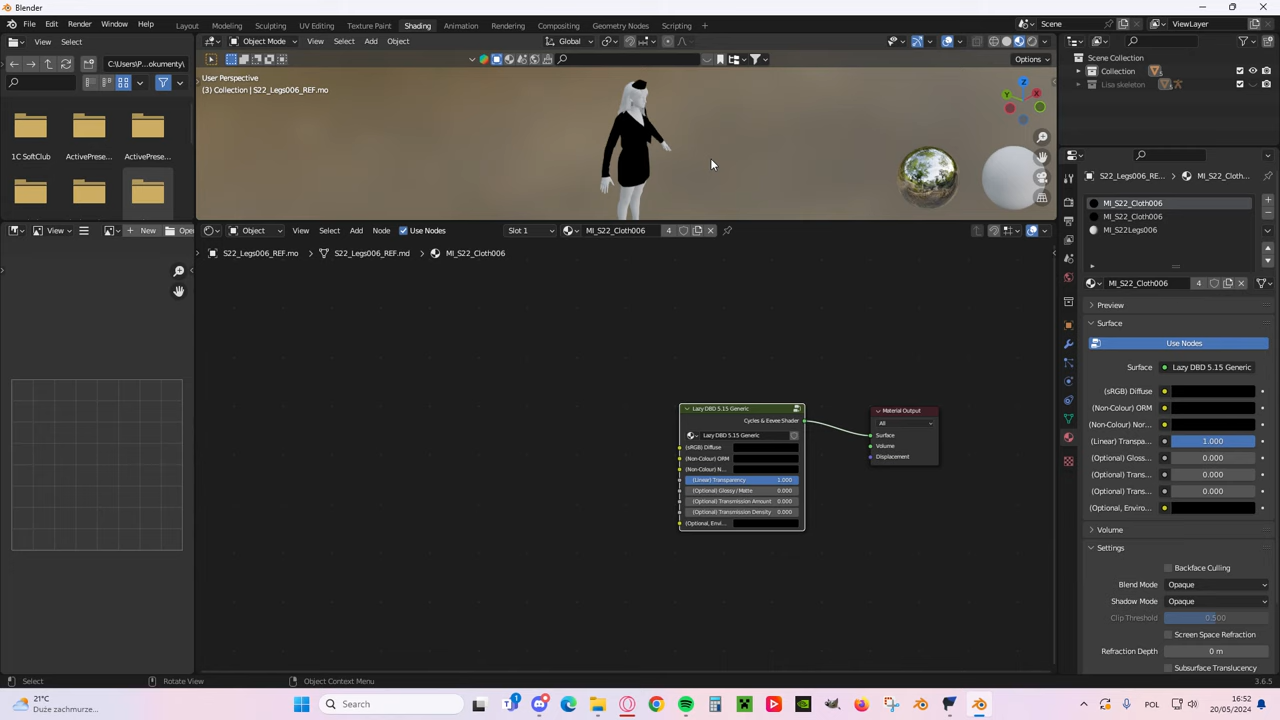 Blender
File Edit Render Window Help Layout Modeling Sculpting UV Editing Texture Paint Shading Animation Rendering Compositing Geometry Nodes Scripting + Scene ViewLayer
View Select Object Mode View Select Add Object Global
C:\Users\P...okumenty\
Options
User Perspective
(3) Collection | S22_Legs006_REF.mo
Scene Collection
Collection
Lisa skeleton
1C SoftClub ActivePrese... ActivePrese...
View New Open
Object View Select Add Node Use Nodes Slot 1 MI_S22_Cloth006 4
S22_Legs006_REF.mo > S22_Legs006_REF.md > MI_S22_Cloth006
Lazy DBD 5.15 Generic
Cycles & Eevee Shader
Lazy DBD 5.15 Generic
(sRGB) Diffuse
(Non-Colour) ORM
(Non-Colour) N...
(Linear) Transparency 1.000
(Optional) Glossy/Matte 0.000
(Optional) Transmission Amount 0.000
(Optional) Transmission Density 0.000
(Optional, Envi...
Material Output
All
Surface
Volume
Displacement
S22_Legs006_RE... > MI_S22_Cloth...
MI_S22_Cloth006
MI_S22_Cloth006
MI_S22Legs006
MI_S22_Cloth006 4
Preview
Surface
Use Nodes
Surface Lazy DBD 5.15 Generic
(sRGB) Diffuse
(Non-Colour) ORM
(Non-Colour) Nor...
(Linear) Transpa... 1.000
(Optional) Gloss... 0.000
(Optional) Trans... 0.000
(Optional) Trans... 0.000
(Optional, Enviro...
Volume
Settings
Backface Culling
Blend Mode Opaque
Shadow Mode Opaque
Clip Threshold 0.500
Screen Space Refraction
Refraction Depth 0 m
Subsurface Translucency
Select Rotate View Object Context Menu 3.6.5
21°C
Duże zachmurze...
Search
POL
16:52
20/05/2024